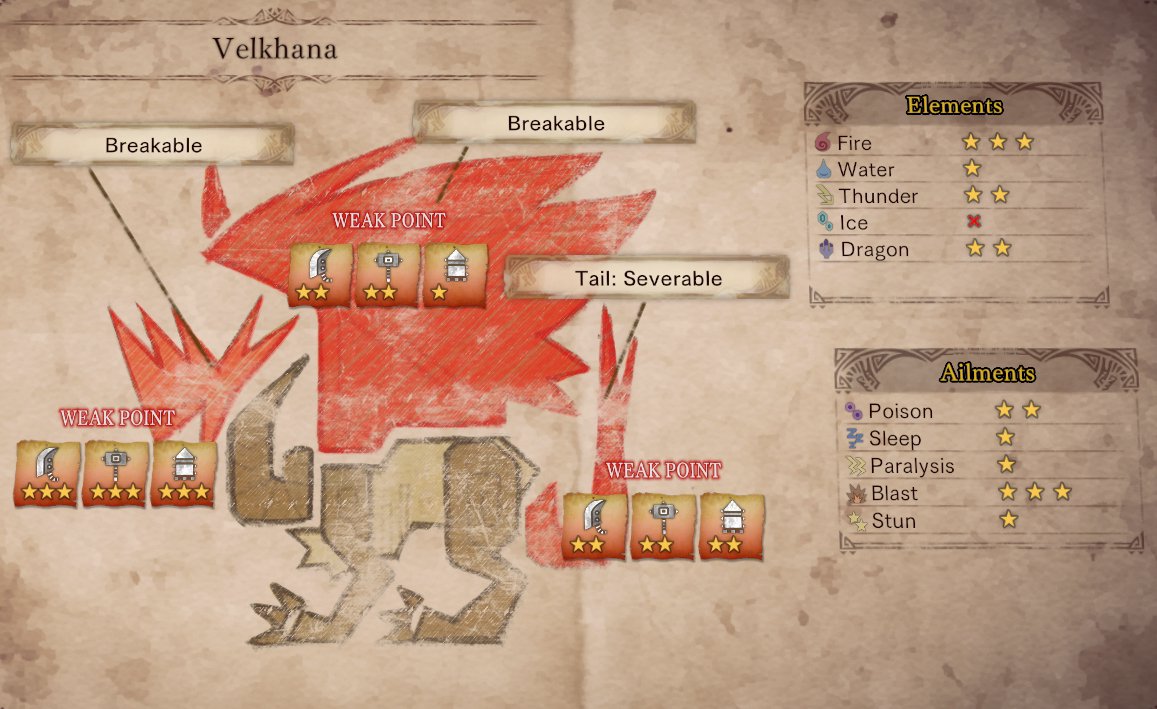 Velkhana
Breakable
Breakable
WEAK POINT
Tail: Severable
WEAK POINT
WEAK POINT
Elements
Fire
Water
Thunder
Ice
Dragon
Ailments
Poison
Sleep
Paralysis
Blast
Stun